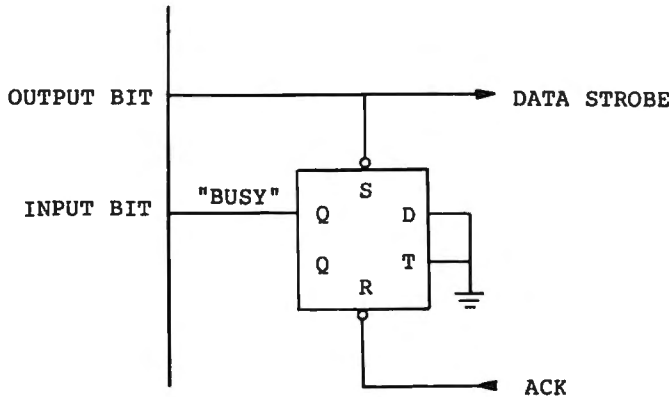 OUTPUT BIT
DATA STROBE
S
INPUT BIT
"BUSY"
Q
D
Q
T
R
ACK